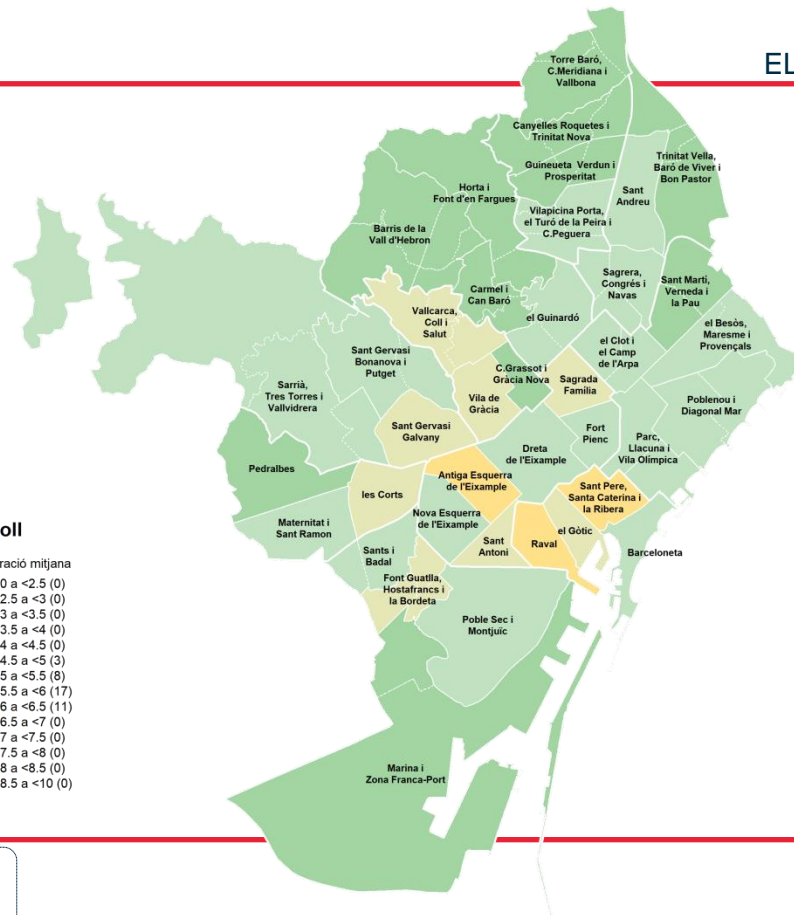 EL
Torre Baró,
C.Meridiana i
Vallbona
Canyelles Roquetes i
Trinitat Nova
Guineueta Verdun i
Prosperitat
Trinitat Vella,
Baró de Viver i
Bon Pastor
Sant
Andreu
Horta i
Font d'en Fargues
Vilapicina Porta,
el Turó de la Peira i
C.Peguera
Barris de la
Vall d'Hebron
Sagrera,
Congrés i
Navas
Sant Martí,
Verneda i
la Pau
Carmel i
Can Baró
Vallcarca,
Coll i
Salut
el Guinardó
el Besòs,
Maresme i
Provençals
el Clot i
el Camp
de l'Arpa
Sant Gervasi
Bonanova i
Putget
C.Grassot i
Gràcia Nova
Sagrada
Família
Sarrià,
Tres Torres i
Vallvidrera
Vila de
Gràcia
Poblenou i
Diagonal Mar
Sant Gervasi
Galvany
Fort
Pienc
Parc,
Llacuna i
Vila Olímpica
Dreta
de l'Eixample
Pedralbes
Antiga Esquerra
de l'Eixample
Sant Pere,
Santa Caterina i
la Ribera
les Corts
Nova Esquerra
de l'Eixample
Maternitat i
Sant Ramon
el Gòtic
Sant
Antoni
Raval
Barceloneta
Sants i
Badal
Font Guatlla,
Hostafrancs i
la Bordeta
Poble Sec i
Montjuïc
Marina i
Zona Franca-Port
oll
ració mitjana
0 a <2.5 (0)
2.5 a <3 (0)
3 a <3.5 (0)
3.5 a <4 (0)
4 a <4.5 (0)
4.5 a <5 (3)
5 a <5.5 (8)
5.5 a <6 (17)
6 a <6.5 (11)
6.5 a <7 (0)
7 a <7.5 (0)
7.5 a <8 (0)
8 a <8.5 (0)
8.5 a <10 (0)